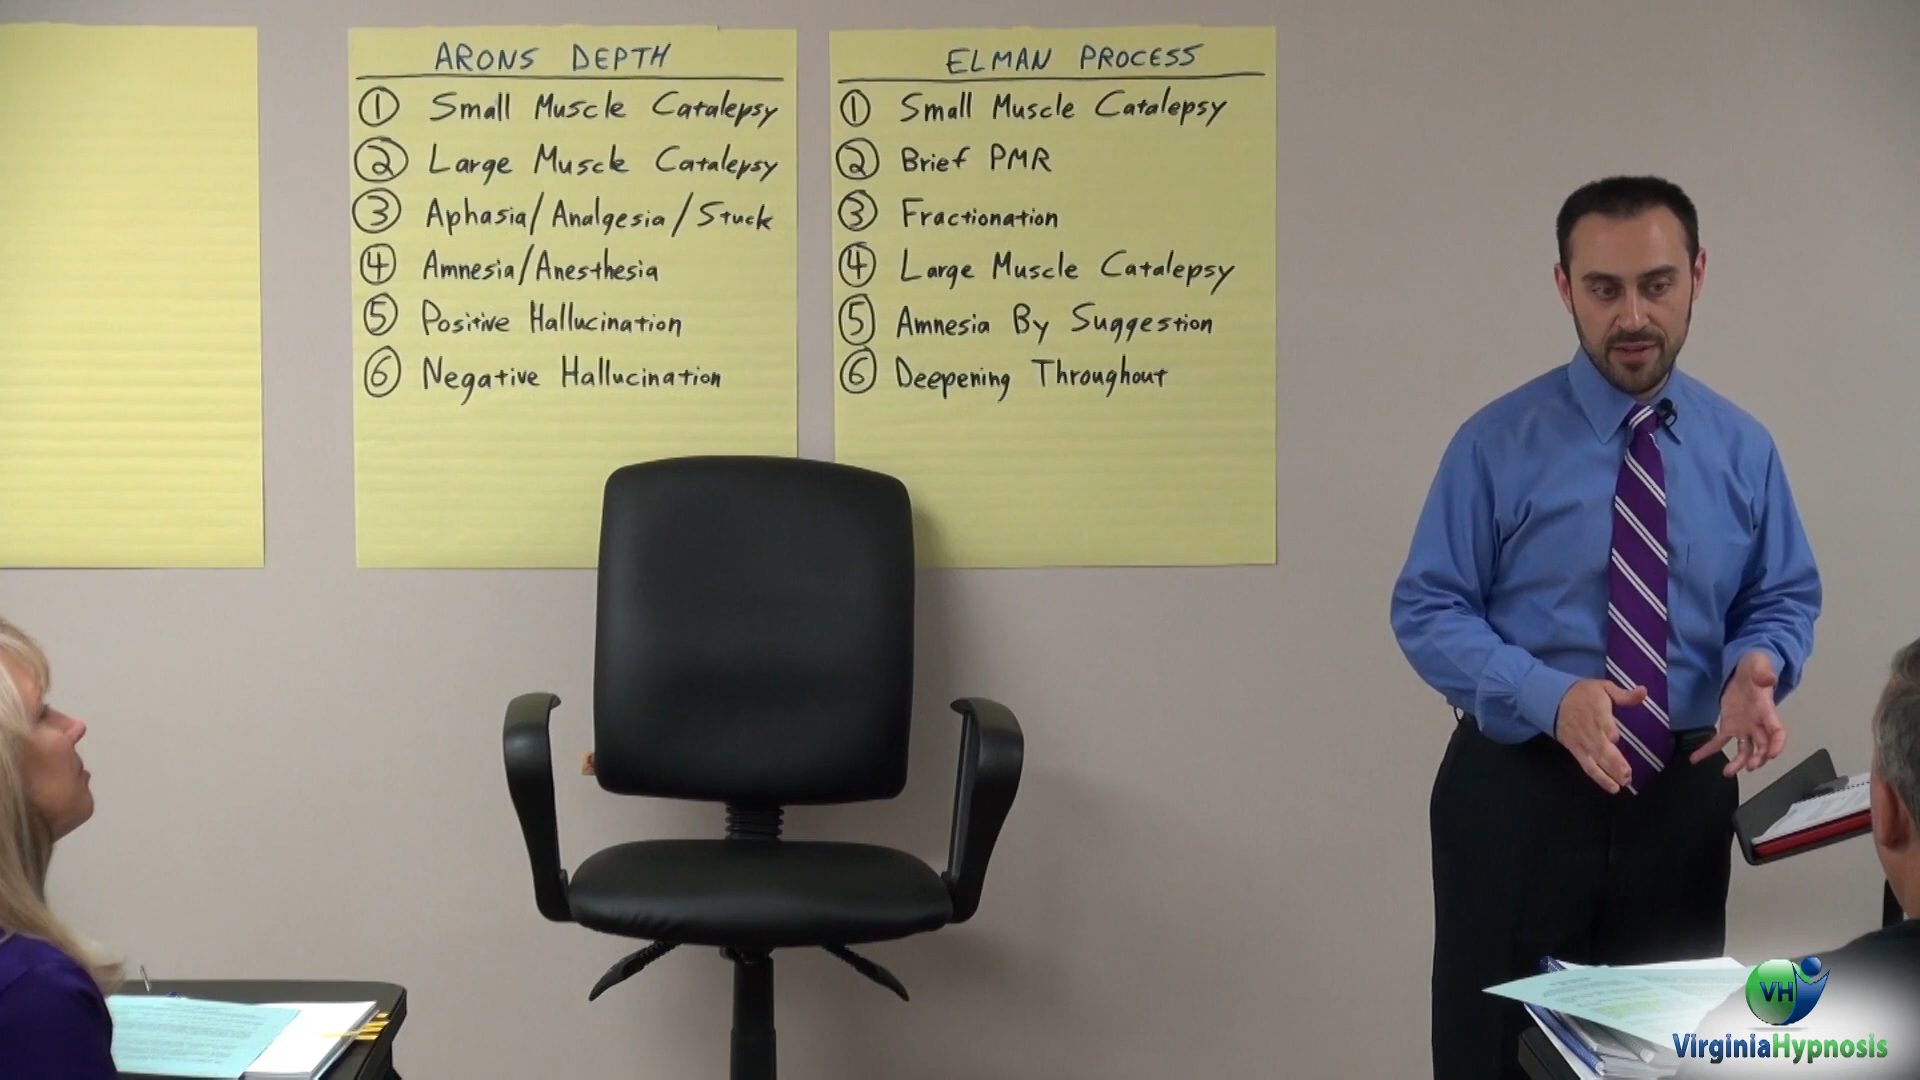 ARONS DEPTH
1 Small Muscle Catalepsy
2 Large Muscle Catalepsy
3 Aphasia/Analgesia/Stuck
4 Amnesia/Anesthesia
5 Positive Hallucination
6 Negative Hallucination
ELMAN PROCESS
1 Small Muscle Catalepsy
2 Brief PMR
3 Fractionation
4 Large Muscle Catalepsy
5 Amnesia By Suggestion
6 Deepening Throughout
VH
VirginiaHypnosis